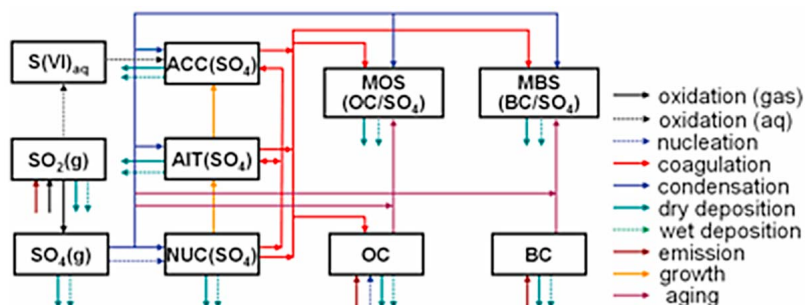 S(VI)aq
ACC(SO4)
MOS
(OC/SO4)
MBS
(BC/SO4)
SO2(g)
AIT(SO4)
SO4(g)
NUC(SO4)
OC
BC
oxidation (gas)
oxidation (aq)
nucleation
coagulation
condensation
dry deposition
wet deposition
emission
growth
aging